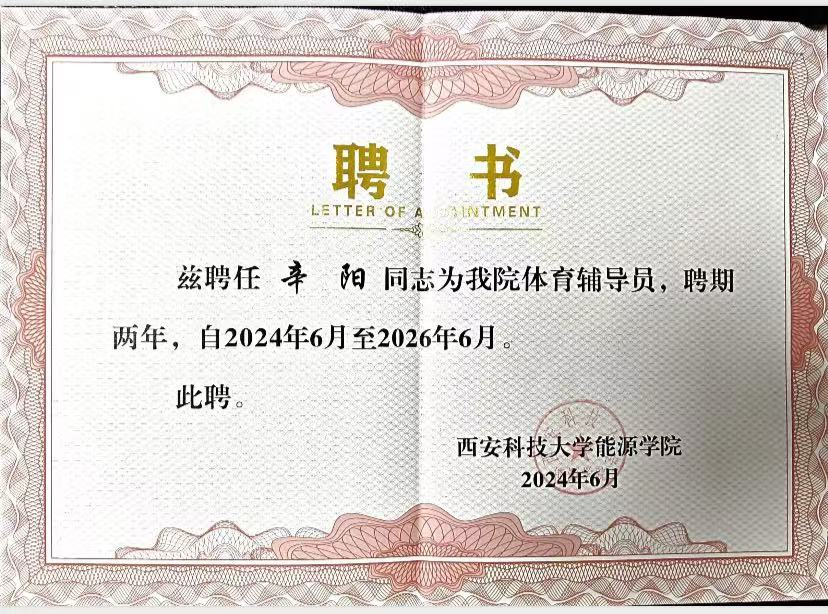 聘 书
LETTER OF APPOINTMENT
兹聘任 辛 阳 同志为我院体育辅导员，聘期
两年，自2024年6月至2026年6月。
此聘。
西安科技大学能源学院
2024年6月